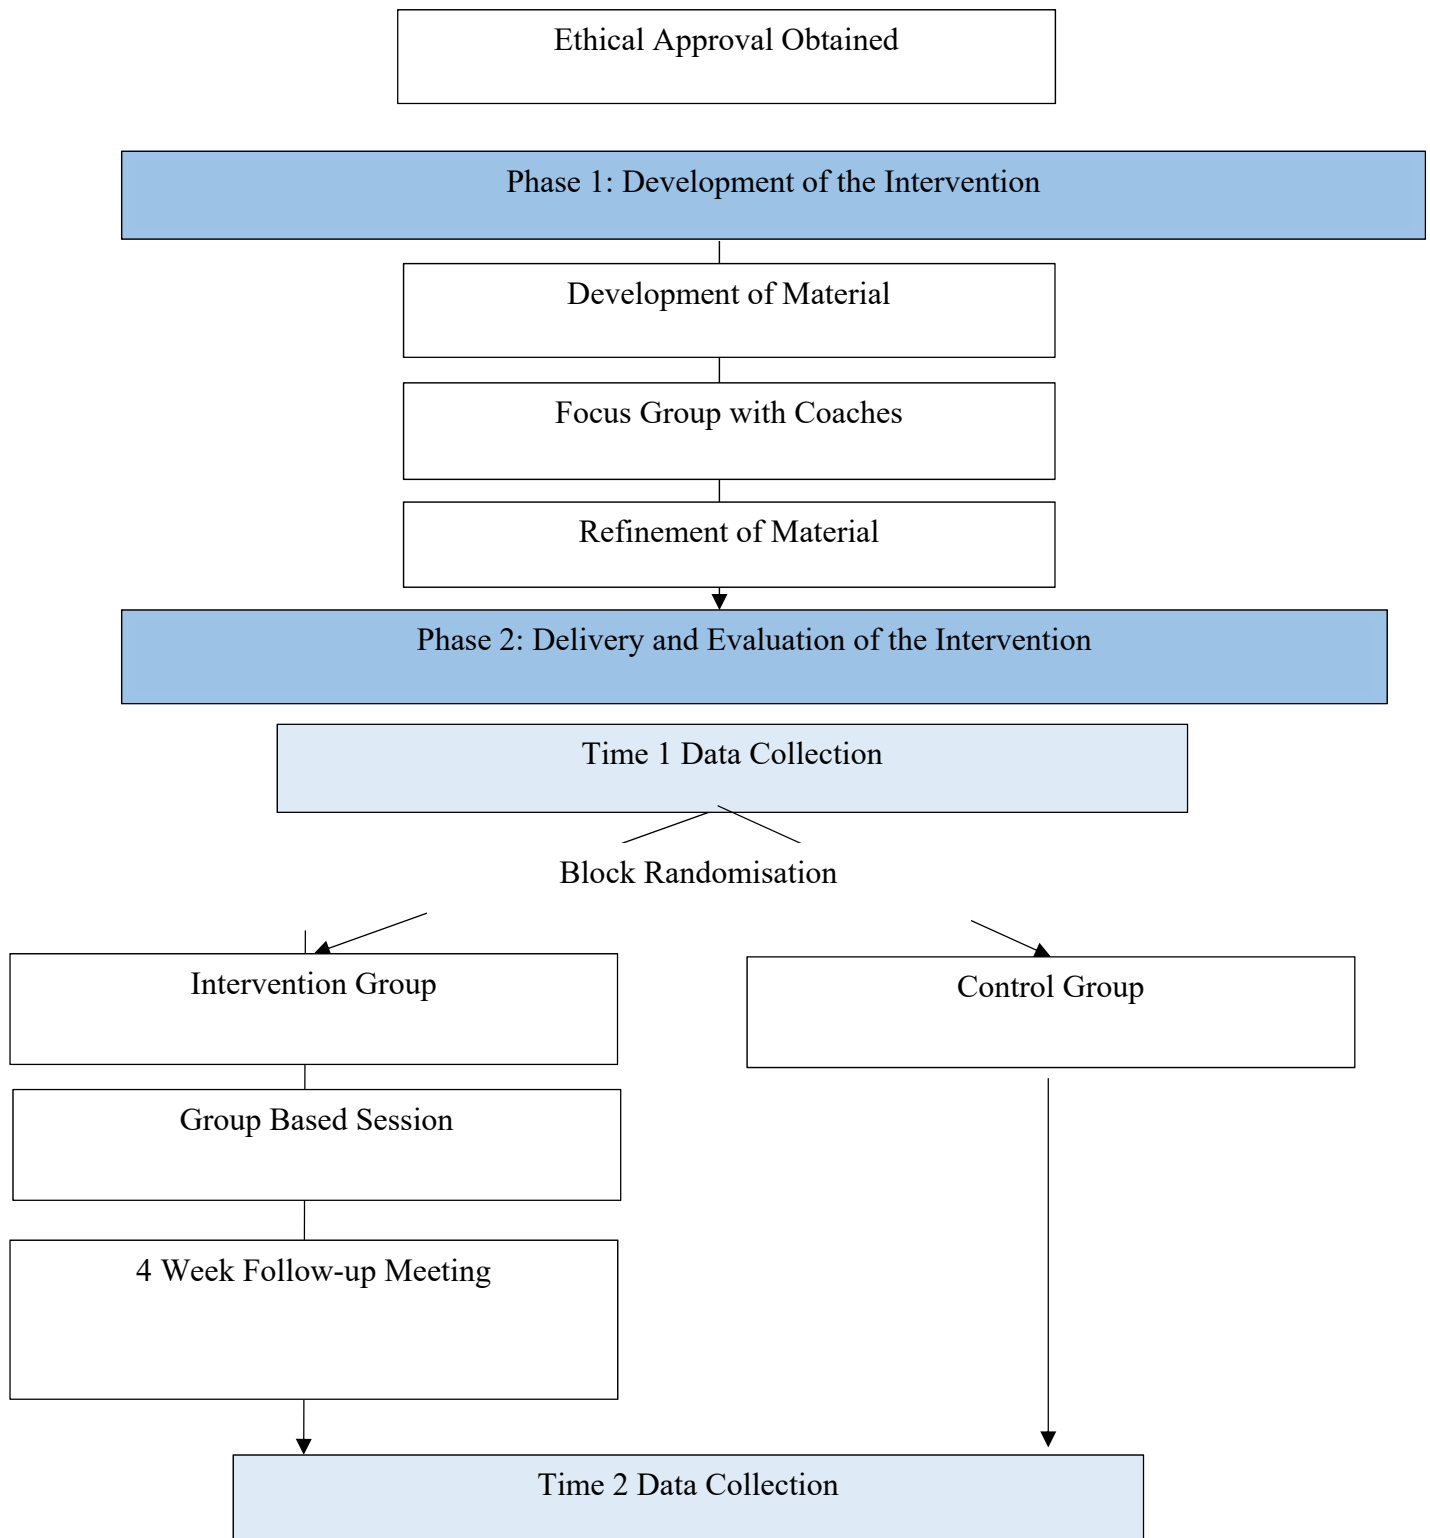 Ethical Approval Obtained
Phase 1: Development of the Intervention
Development of Material
Focus Group with Coaches
Refinement of Material
Phase 2: Delivery and Evaluation of the Intervention
Time 1 Data Collection
Block Randomisation
Intervention Group
Control Group
Group Based Session
4 Week Follow-up Meeting
Time 2 Data Collection